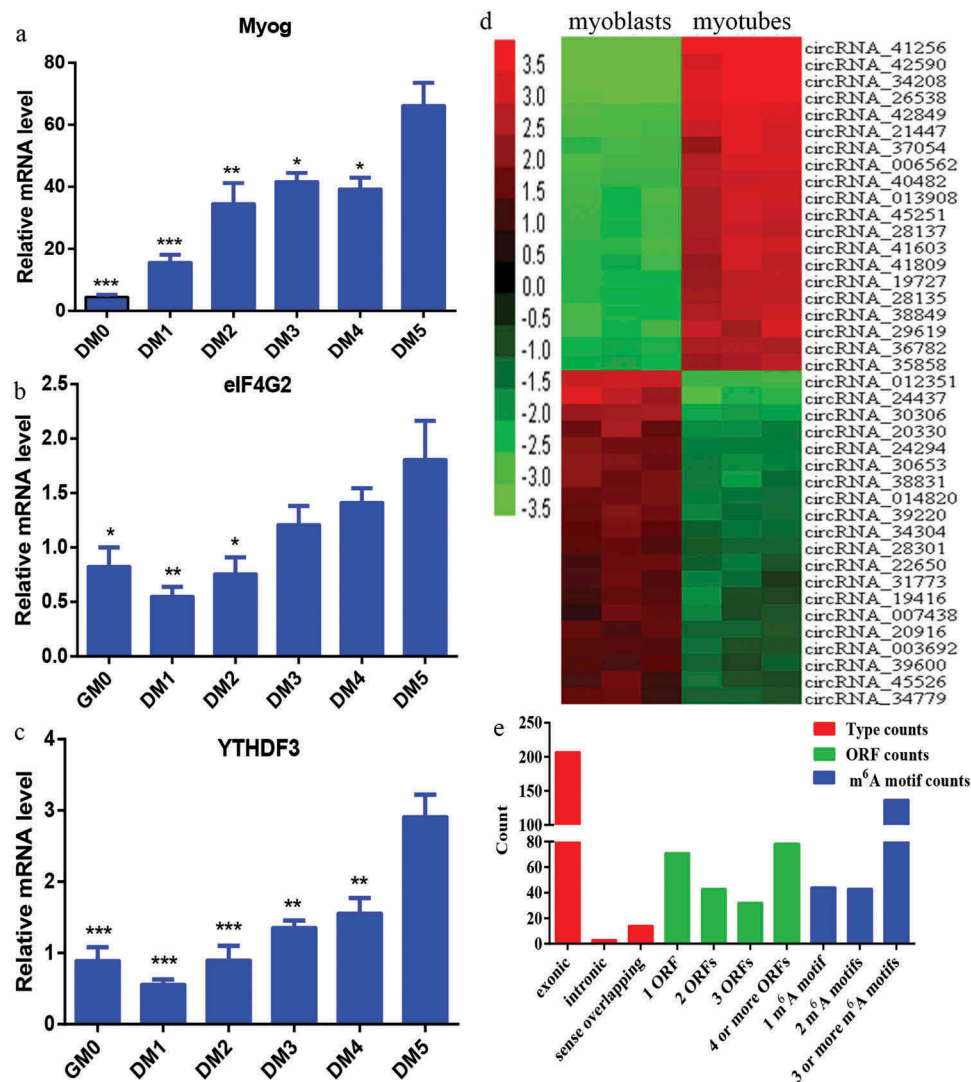 a
Myog
Relative mRNA level
80
60
40
20
0
***
***
**
*
*
DM0
DM1
DM2
DM3
DM4
DM5
b
eIF4G2
Relative mRNA level
2.5
2.0
1.5
1.0
0.5
0.0
*
**
*
GM0
DM1
DM2
DM3
DM4
DM5
c
YTHDF3
Relative mRNA level
4
3
2
1
0
***
***
***
**
**
GM0
DM1
DM2
DM3
DM4
DM5
d
myoblasts myotubes
3.5
3.0
2.5
2.0
1.5
1.0
0.5
0.0
-0.5
-1.0
-1.5
-2.0
-2.5
-3.0
-3.5
circRNA_41256
circRNA_42590
circRNA_34208
circRNA_26538
circRNA_42849
circRNA_21447
circRNA_37054
circRNA_006562
circRNA_40482
circRNA_013908
circRNA_45251
circRNA_28137
circRNA_41603
circRNA_41809
circRNA_19727
circRNA_28135
circRNA_38849
circRNA_29619
circRNA_36782
circRNA_35858
circRNA_012351
circRNA_24437
circRNA_30306
circRNA_20330
circRNA_24294
circRNA_30653
circRNA_38831
circRNA_014820
circRNA_39220
circRNA_34304
circRNA_28301
circRNA_22650
circRNA_31773
circRNA_19416
circRNA_007438
circRNA_20916
circRNA_003692
circRNA_39600
circRNA_45526
circRNA_34779
e
Type counts
ORF counts
m⁶A motif counts
Count
250
200
150
100
80
60
40
20
0
exonic
intronic
sense overlapping
1 ORF
2 ORFs
3 ORFs
4 or more ORFs
1 m⁶A motif
2 m⁶A motifs
3 or more m⁶A motifs